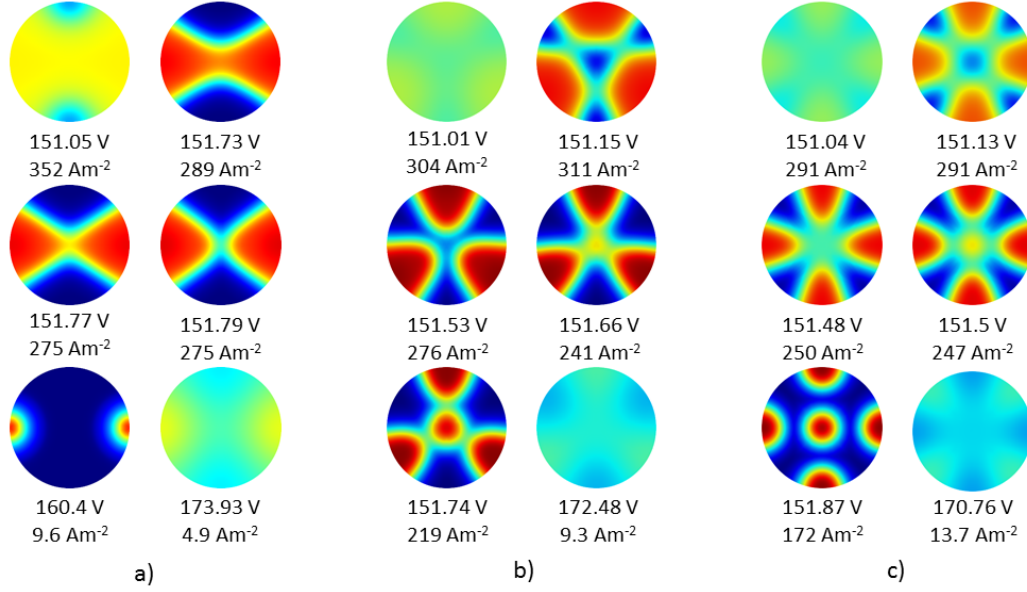 151.05 V
352 Am-2
151.73 V
289 Am-2
151.01 V
304 Am-2
151.15 V
311 Am-2
151.04 V
291 Am-2
151.13 V
291 Am-2
151.77 V
275 Am-2
151.79 V
275 Am-2
151.53 V
276 Am-2
151.66 V
241 Am-2
151.48 V
250 Am-2
151.5 V
247 Am-2
160.4 V
9.6 Am-2
173.93 V
4.9 Am-2
151.74 V
219 Am-2
172.48 V
9.3 Am-2
151.87 V
172 Am-2
170.76 V
13.7 Am-2
a)
b)
c)